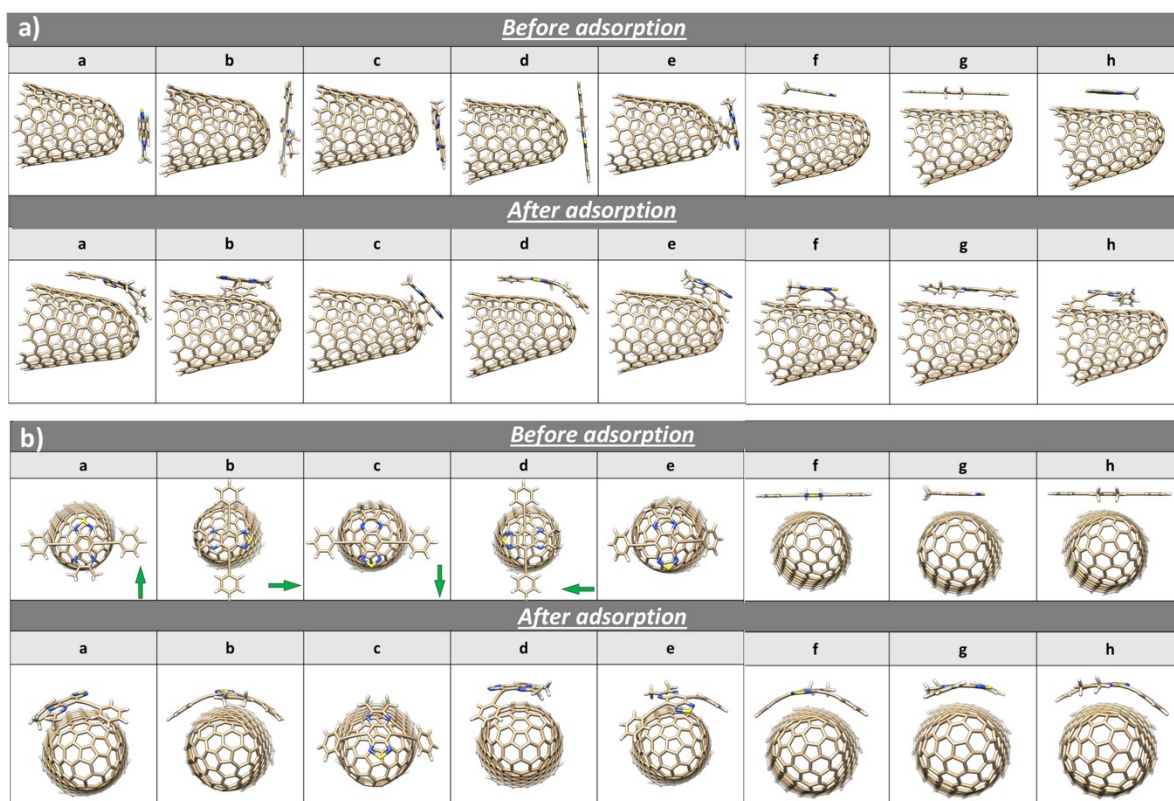 a)
Before adsorption
a b c d e f g h
After adsorption
a b c d e f g h
b)
Before adsorption
a b c d e f g h
After adsorption
a b c d e f g h